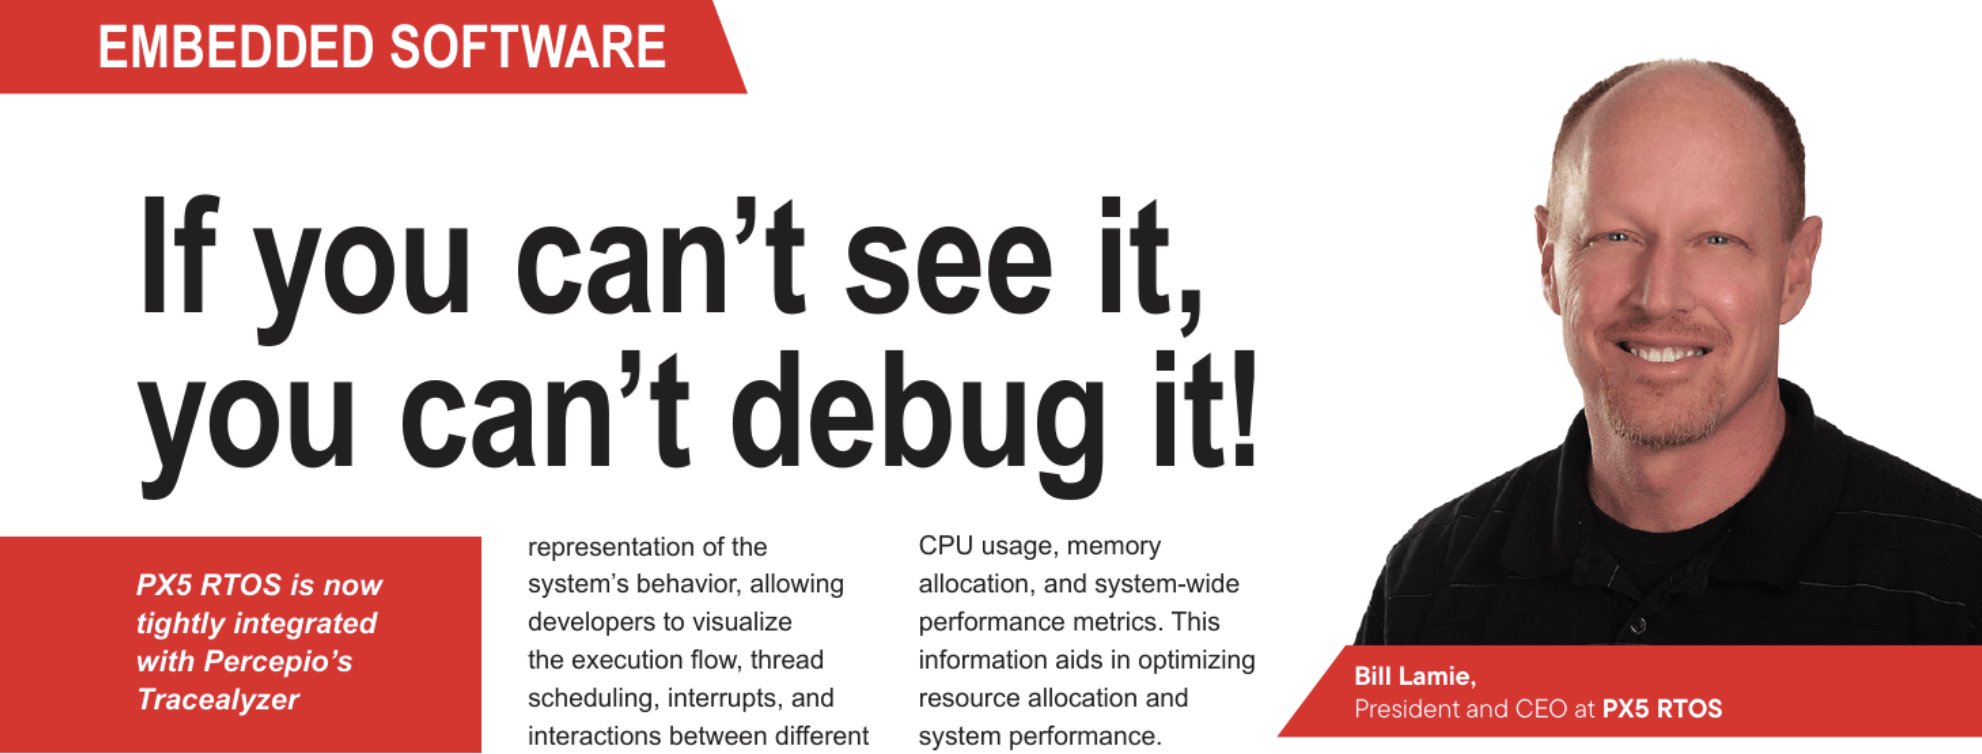 EMBEDDED SOFTWARE
If you can’t see it,
you can’t debug it!
PX5 RTOS is now
tightly integrated
with Percepio’s
Tracealyzer
representation of the
system’s behavior, allowing
developers to visualize
the execution flow, thread
scheduling, interrupts, and
interactions between different
CPU usage, memory
allocation, and system-wide
performance metrics. This
information aids in optimizing
resource allocation and
system performance.
Bill Lamie,
President and CEO at PX5 RTOS